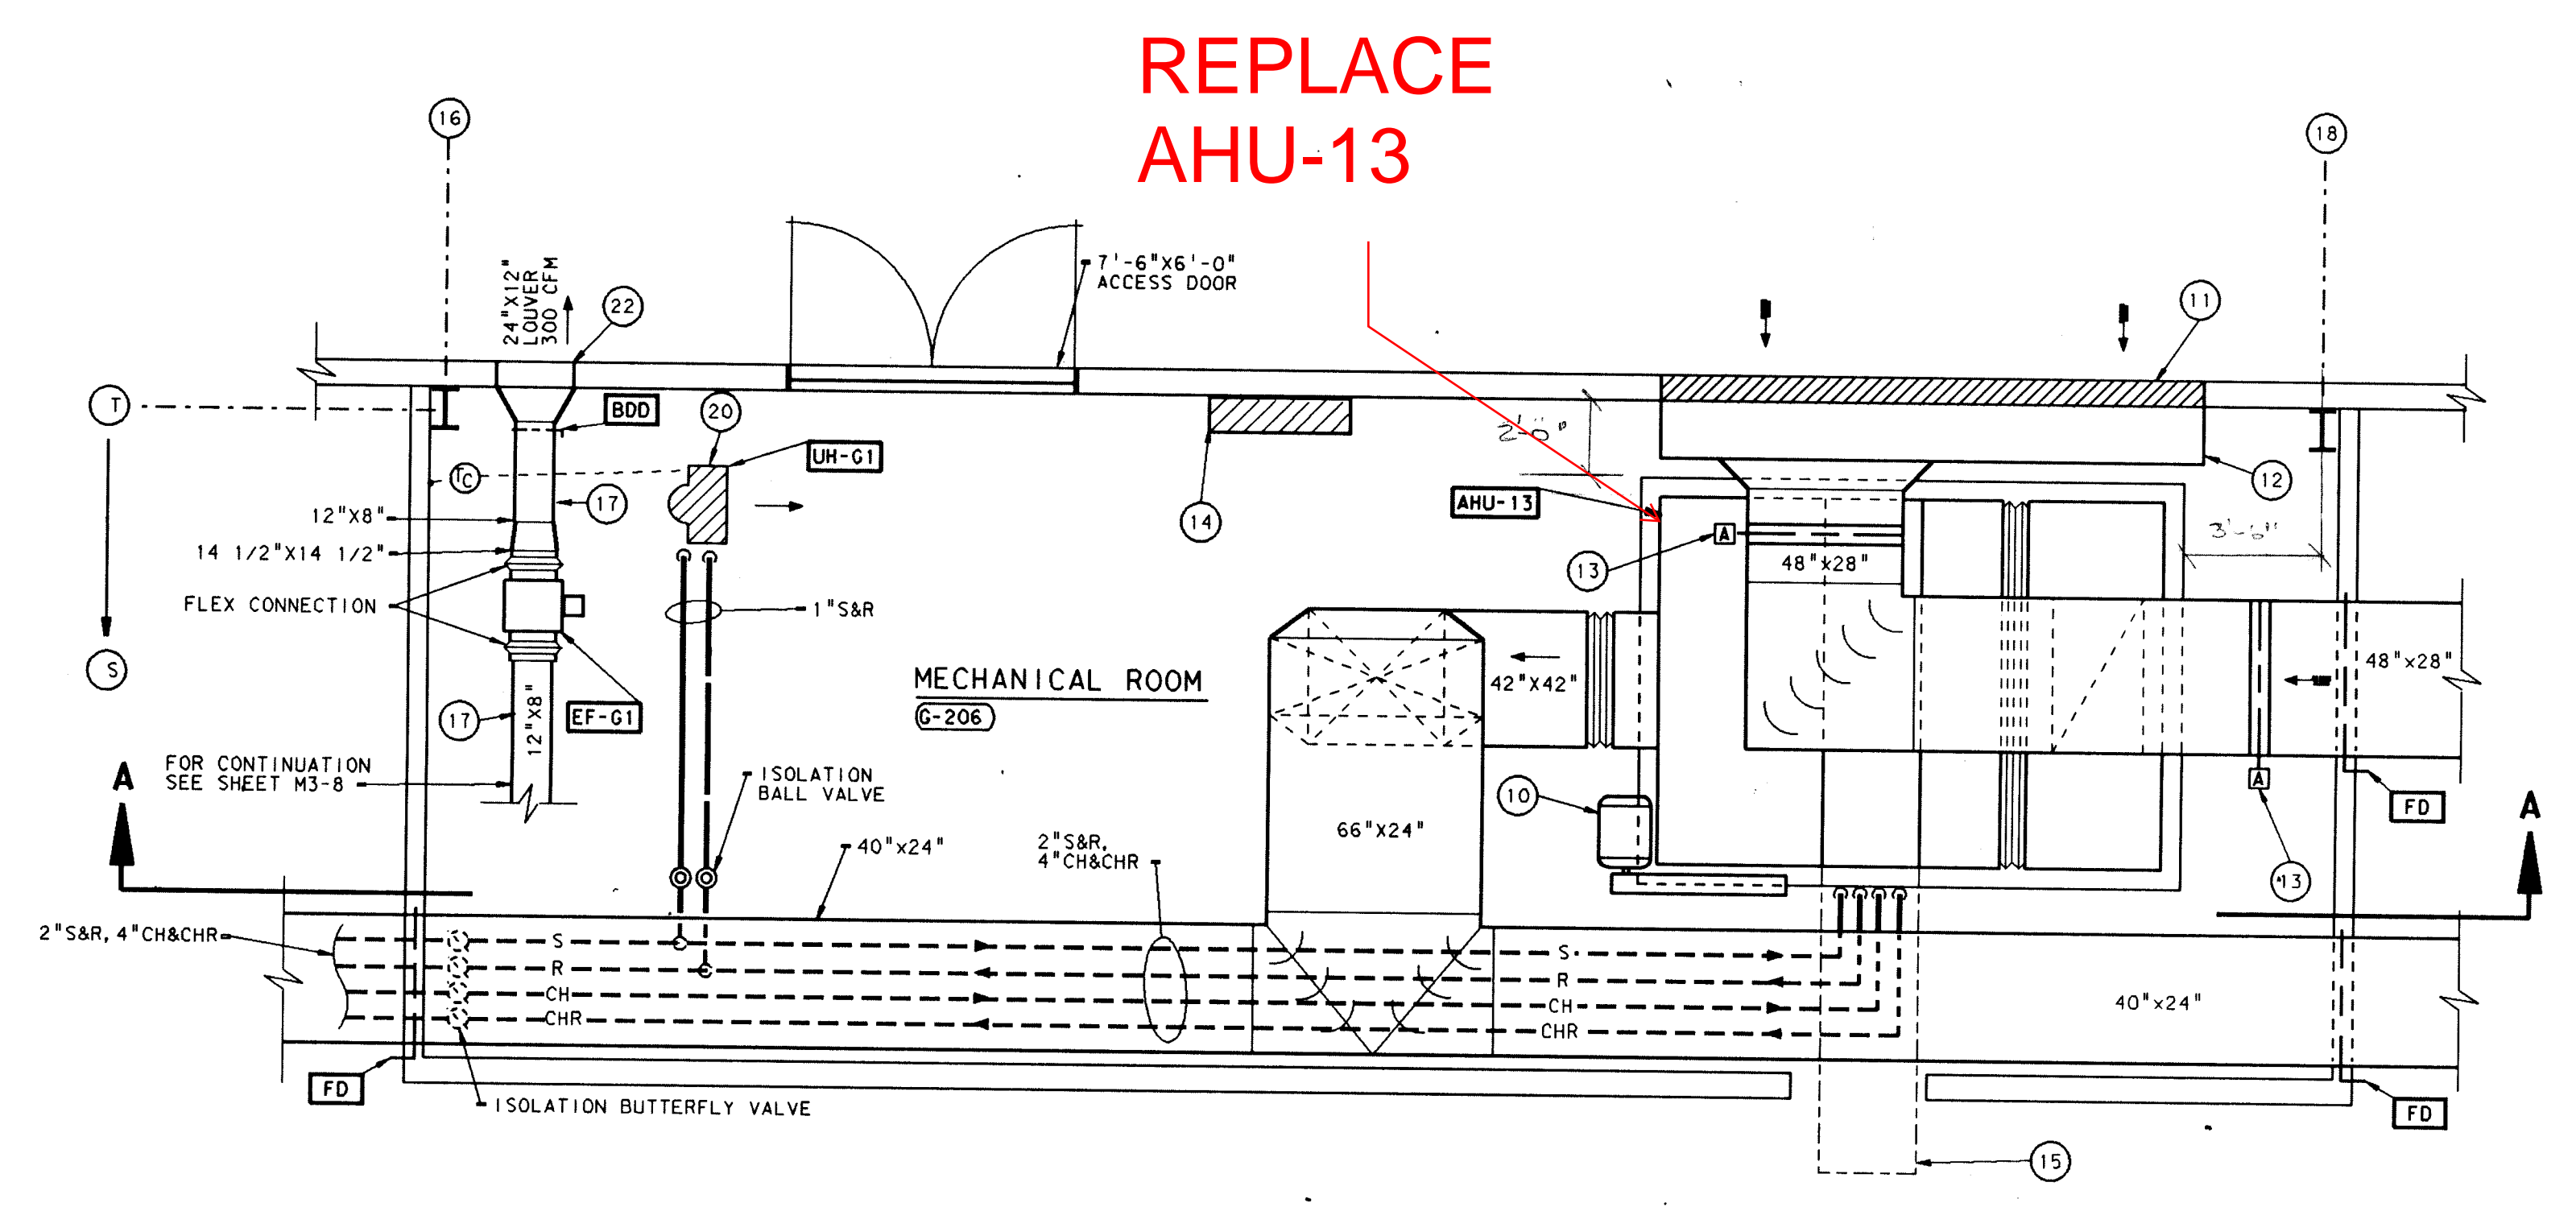 REPLACE
AHU-13
16
18
24"X12"
LOUVER
300 CFM
22
7'-6"X6'-0"
ACCESS DOOR
11
T
BDD
20
UH-G1
2'-0"
12
TC
17
AHU-13
12"X8"
14
14 1/2"X14 1/2"
A
13
48"x28"
3'-6"
FLEX CONNECTION
1"S&R
S
MECHANICAL ROOM
G-206
42"X42"
48"x28"
17
12"X8"
EF-G1
FOR CONTINUATION
SEE SHEET M3-8
A
ISOLATION
BALL VALVE
10
A
FD
A
66"X24"
40"x24"
2"S&R,
4"CH&CHR
13
2"S&R, 4"CH&CHR
S
R
CH
CHR
S
R
CH
CHR
40"x24"
FD
ISOLATION BUTTERFLY VALVE
FD
15